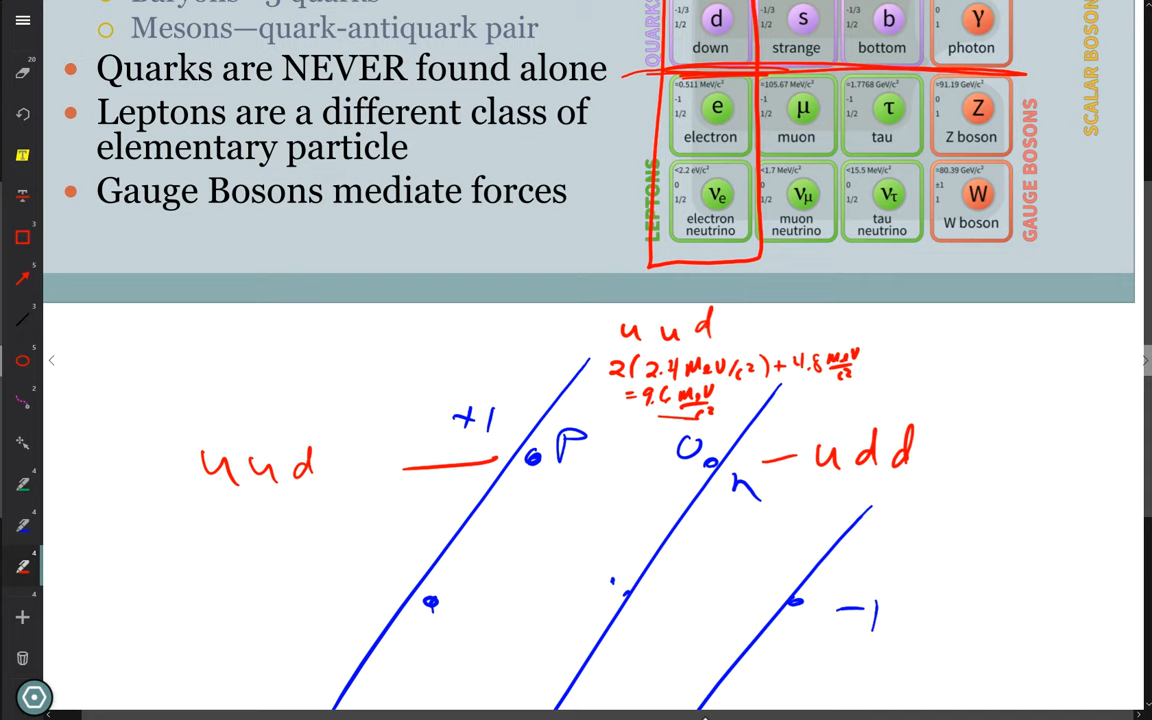 Baryons—3 quarks
Mesons—quark-antiquark pair
Quarks are NEVER found alone
Leptons are a different class of
elementary particle
Gauge Bosons mediate forces
QUARKS
-1/3
1/2
d
down
-1/3
1/2
s
strange
-1/3
1/2
b
bottom
0
1
γ
photon
SCALAR BOSON
LEPTONS
≈0.511 MeV/c²
-1
1/2
e
electron
≈105.67 MeV/c²
-1
1/2
μ
muon
≈1.7768 GeV/c²
-1
1/2
τ
tau
≈91.19 GeV/c²
0
1
Z
Z boson
GAUGE BOSONS
<2.2 eV/c²
0
1/2
νe
electron
neutrino
<1.7 MeV/c²
0
1/2
νμ
muon
neutrino
<15.5 MeV/c²
0
1/2
ντ
tau
neutrino
≈80.39 GeV/c²
±1
1
W
W boson
u u d
2(2.4 MeV/c²) + 4.8 MeV/c²
= 9.6 MeV/c²
+1
P
u u d
0
n
u d d
-1